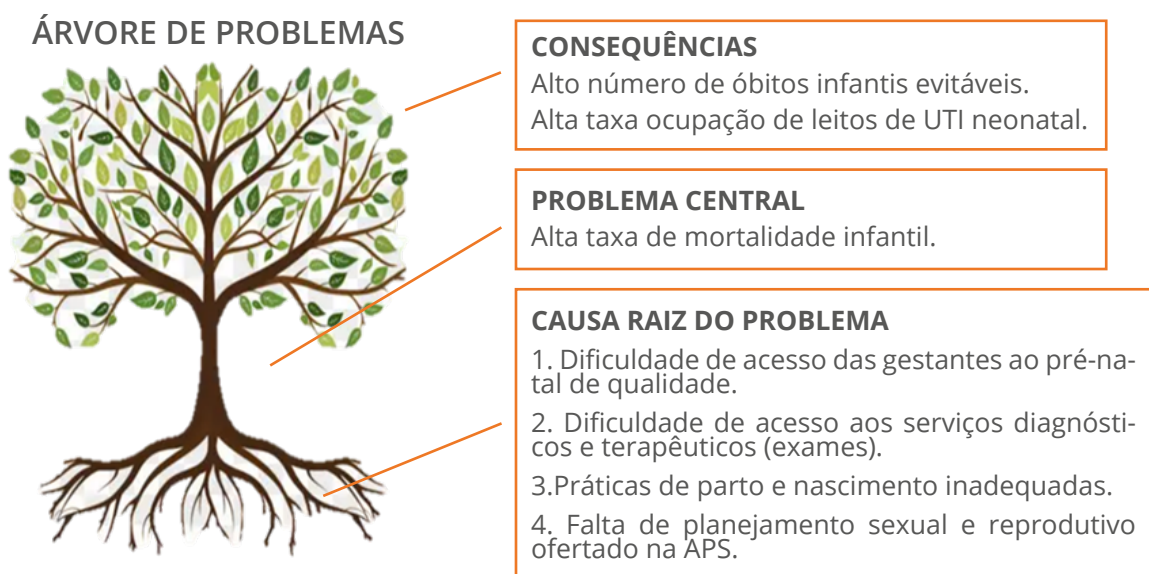 ÁRVORE DE PROBLEMAS
CONSEQUÊNCIAS
Alto número de óbitos infantis evitáveis.
Alta taxa ocupação de leitos de UTI neonatal.
PROBLEMA CENTRAL
Alta taxa de mortalidade infantil.
CAUSA RAIZ DO PROBLEMA
1. Dificuldade de acesso das gestantes ao pré-na-
tal de qualidade.
2. Dificuldade de acesso aos serviços diagnósti-
cos e terapêuticos (exames).
3.Práticas de parto e nascimento inadequadas.
4. Falta de planejamento sexual e reprodutivo
ofertado na APS.